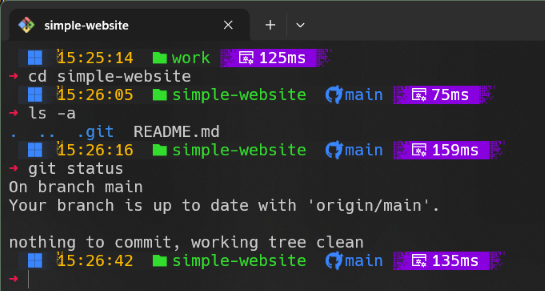 simple-website
15:25:14 work 125ms
➜ cd simple-website
15:26:05 simple-website main 75ms
➜ ls -a
. .. .git README.md
15:26:16 simple-website main 159ms
➜ git status
On branch main
Your branch is up to date with 'origin/main'.
nothing to commit, working tree clean
15:26:42 simple-website main 135ms
➜